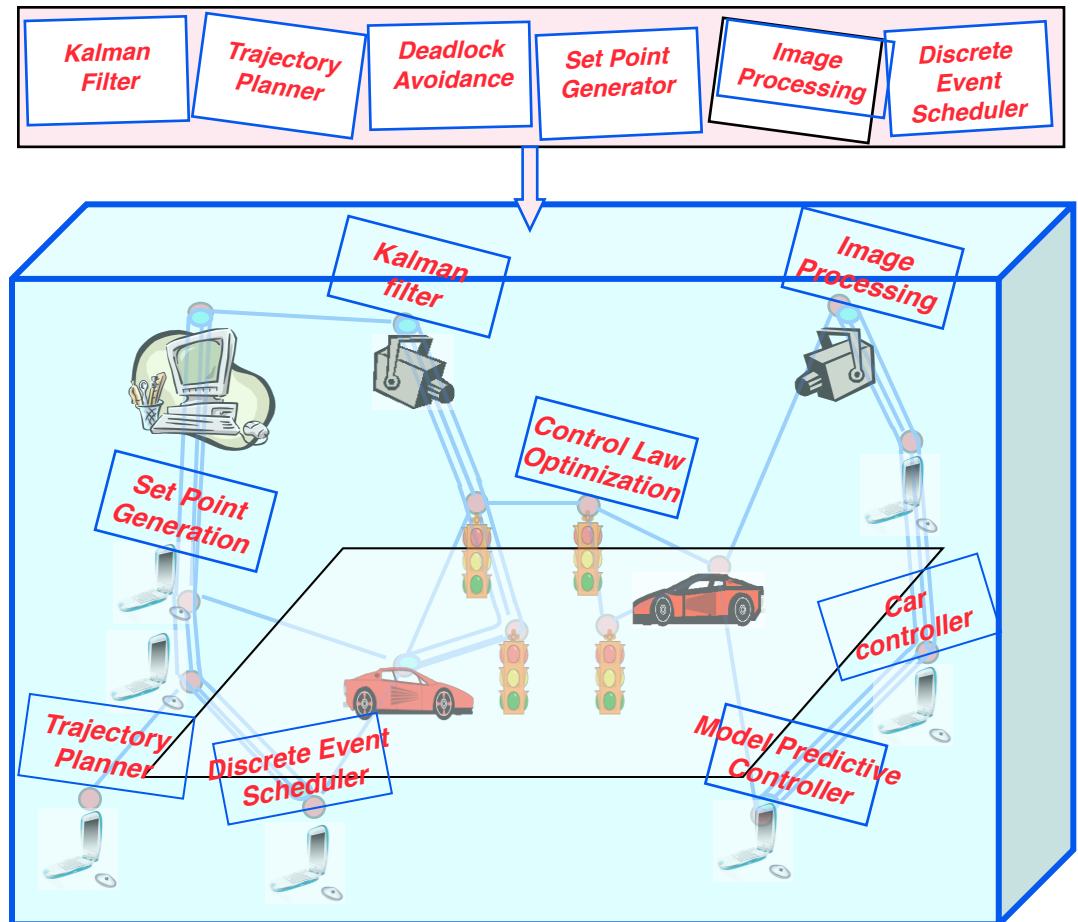 Kalman
Filter
Trajectory
Planner
Deadlock
Avoidance
Set Point
Generator
Image
Processing
Discrete
Event
Scheduler
Kalman
filter
Image
Processing
Control Law
Optimization
Set Point
Generation
Car
controller
Trajectory
Planner
Discrete Event
Scheduler
Model Predictive
Controller